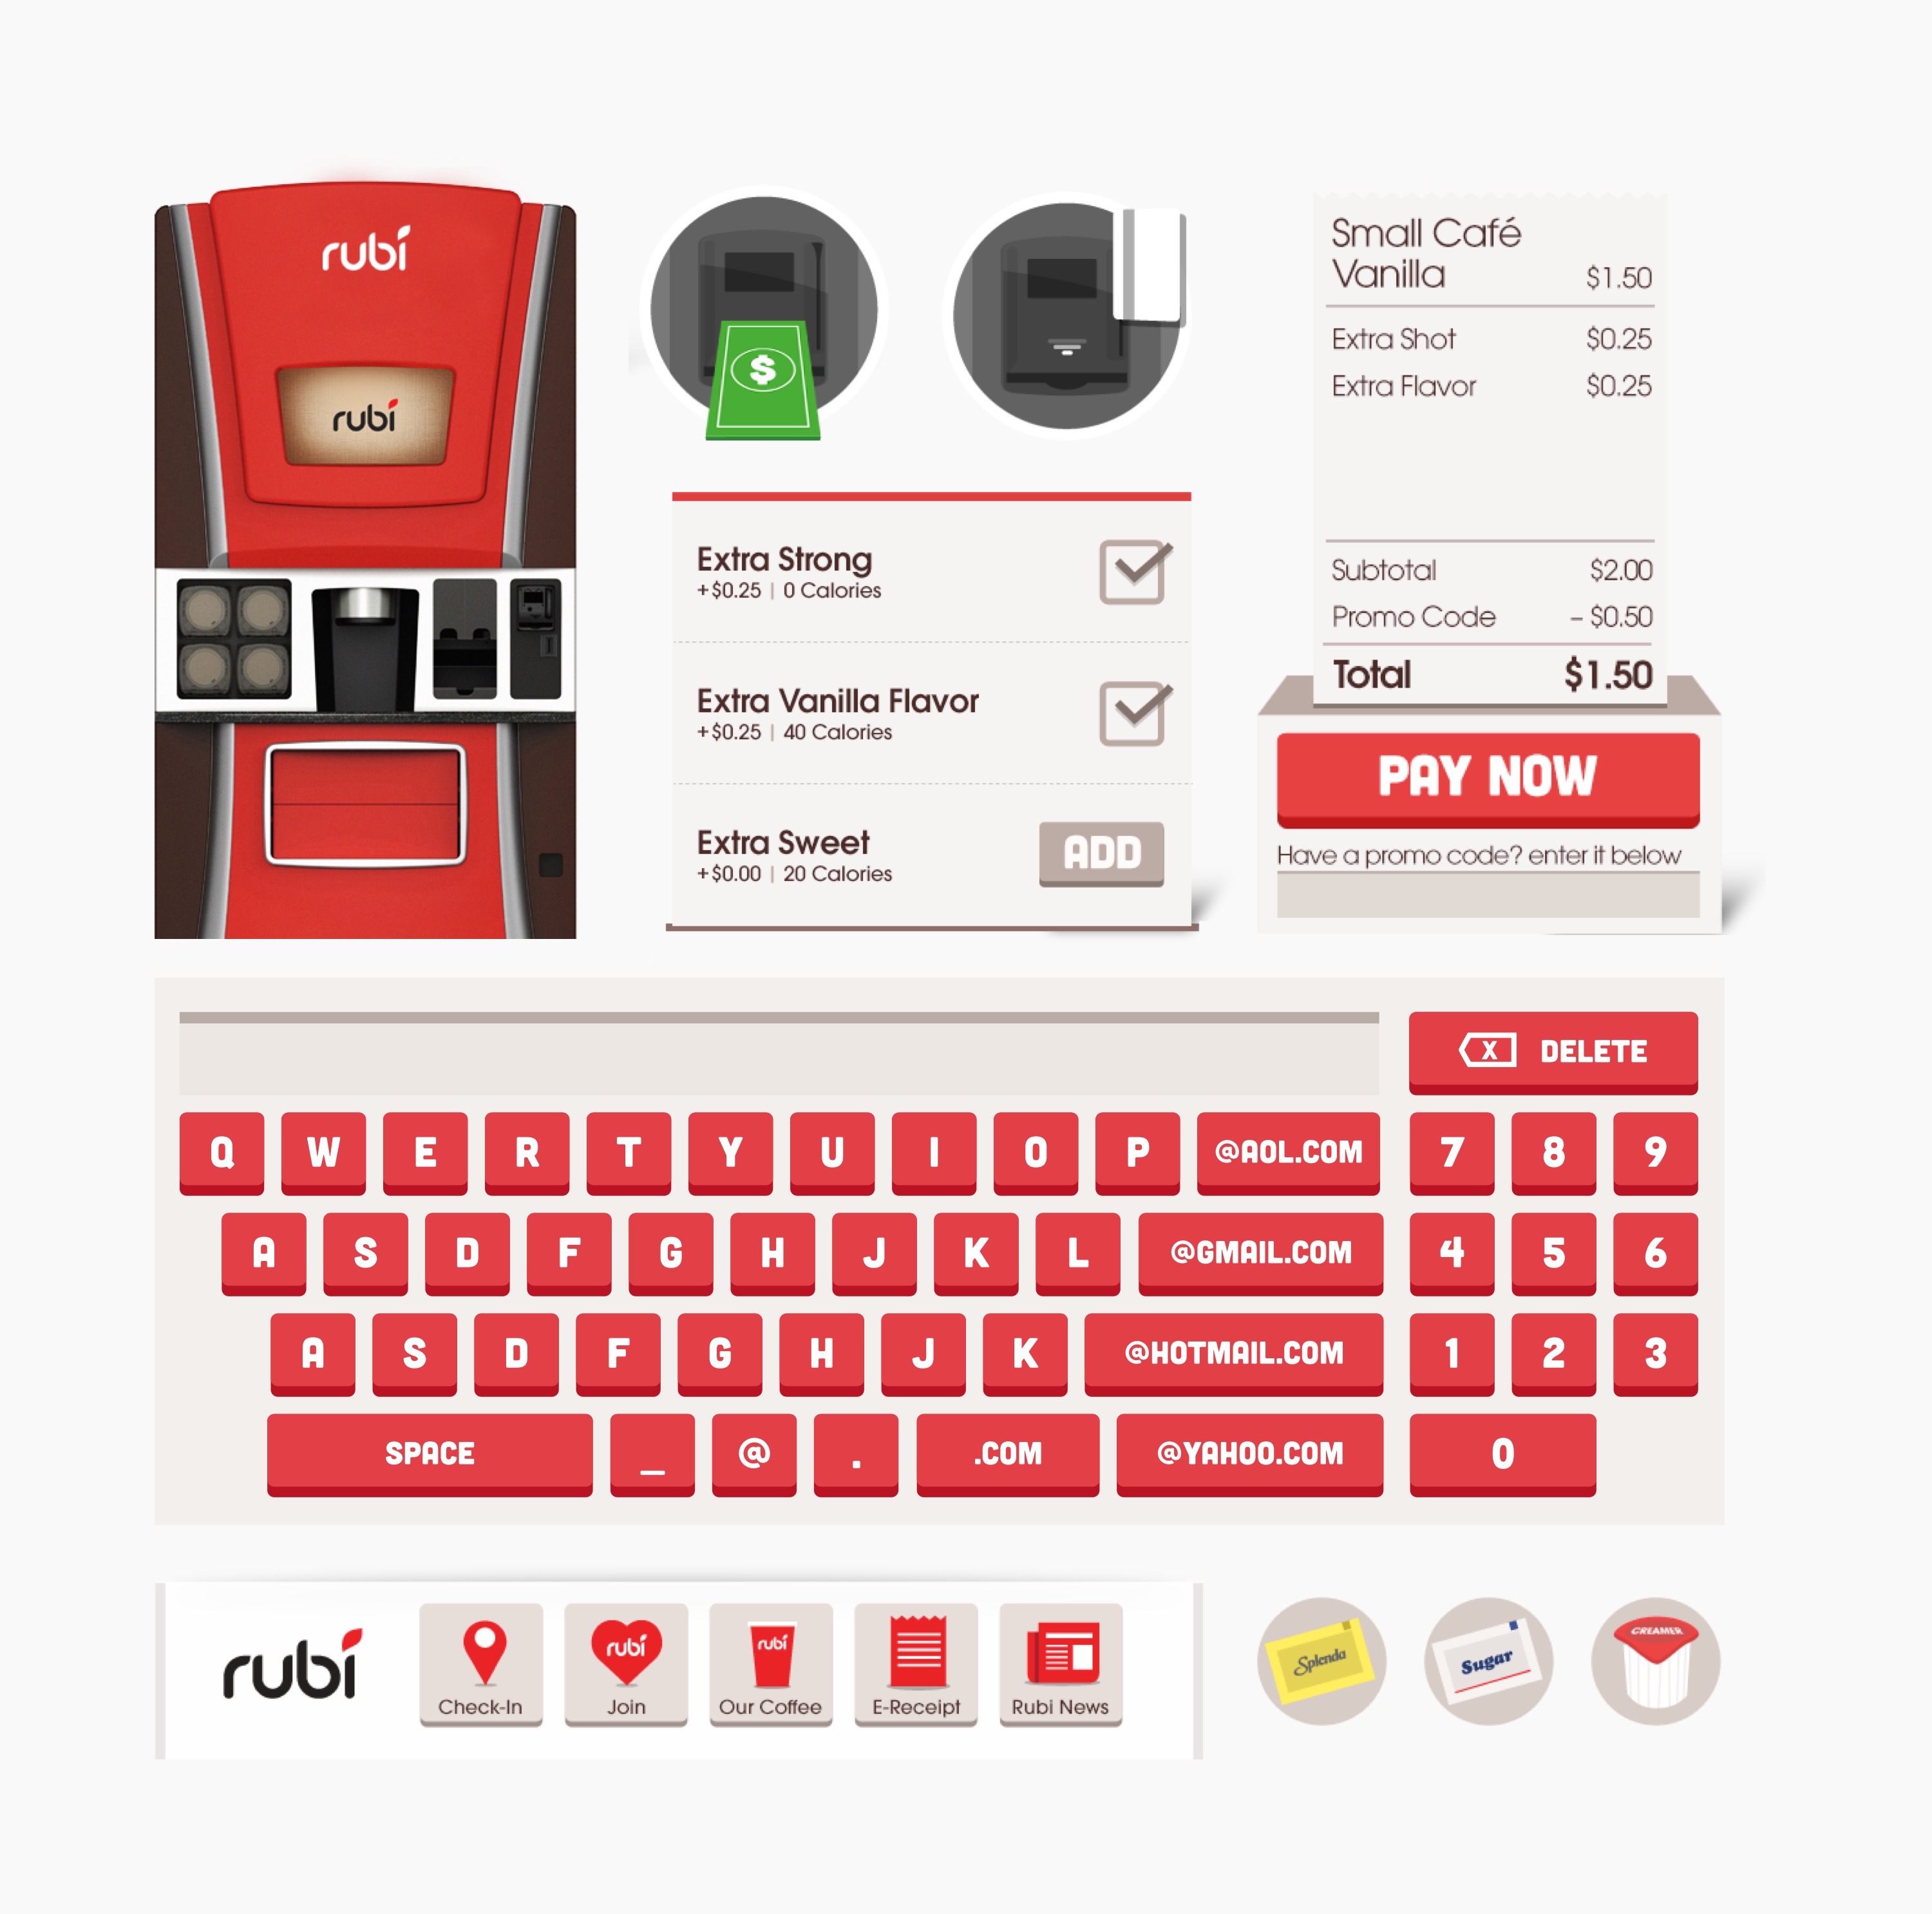 rubi
rubi
$
Small Café
Vanilla $1.50
Extra Shot $0.25
Extra Flavor $0.25
Subtotal $2.00
Promo Code – $0.50
Total $1.50
PAY NOW
Have a promo code? enter it below
Extra Strong
+$0.25 | 0 Calories
Extra Vanilla Flavor
+$0.25 | 40 Calories
Extra Sweet
+$0.00 | 20 Calories
ADD
X DELETE
Q W E R T Y U I O P @AOL.COM 7 8 9
A S D F G H J K L @GMAIL.COM 4 5 6
A S D F G H J K @HOTMAIL.COM 1 2 3
SPACE _ @ . .COM @YAHOO.COM 0
rubi
Check-In
rubi
Join
rubi
Our Coffee
E-Receipt
Rubi News
Splenda
Sugar
CREAMER